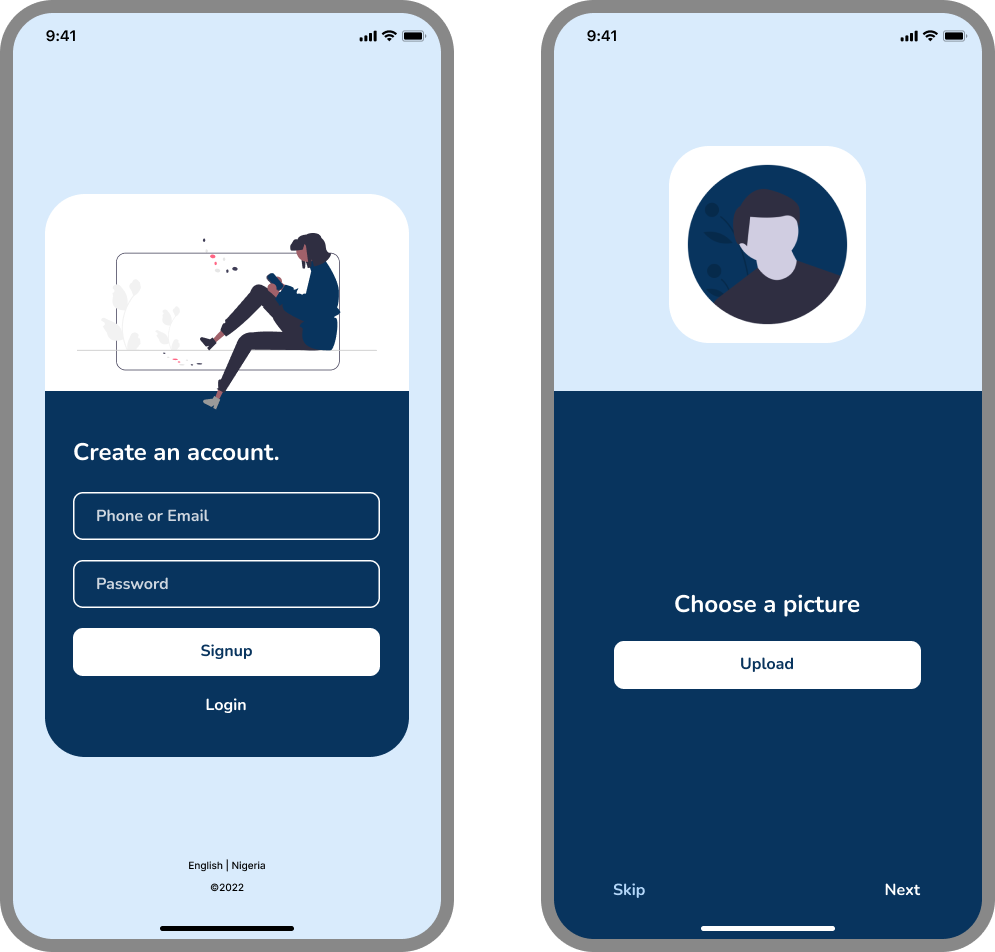 9:41
Create an account.
Phone or Email
Password
Signup
Login
English | Nigeria
©2022
9:41
Choose a picture
Upload
Skip
Next